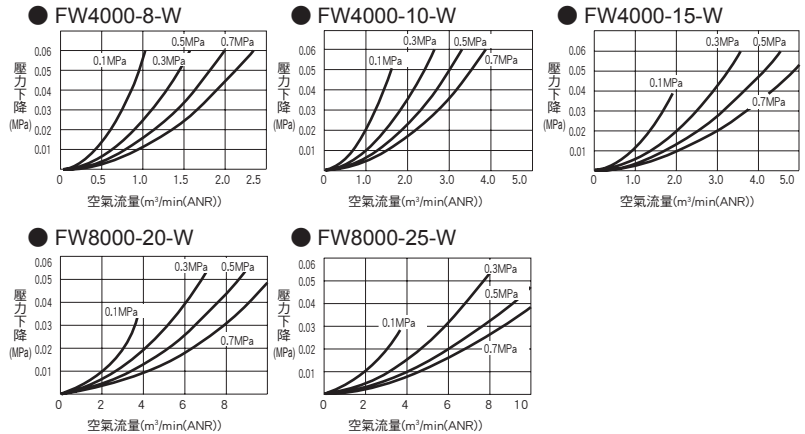 ● FW4000-8-W
0.06
0.05
0.04
0.03
0.02
0.01
壓力下降
(MPa)
0.1MPa
0.3MPa
0.5MPa
0.7MPa
0
0.5
1.0
1.5
2.0
2.5
空氣流量(m³/min(ANR))
● FW4000-10-W
0.06
0.05
0.04
0.03
0.02
0.01
壓力下降
(MPa)
0.1MPa
0.3MPa
0.5MPa
0.7MPa
0
1.0
2.0
3.0
4.0
5.0
空氣流量(m³/min(ANR))
● FW4000-15-W
0.06
0.05
0.04
0.03
0.02
0.01
壓力下降
(MPa)
0.1MPa
0.3MPa
0.5MPa
0.7MPa
0
1.0
2.0
3.0
4.0
5.0
空氣流量(m³/min(ANR))
● FW8000-20-W
0.06
0.05
0.04
0.03
0.02
0.01
壓力下降
(MPa)
0.1MPa
0.3MPa
0.5MPa
0.7MPa
0
2
4
6
8
空氣流量(m³/min(ANR))
● FW8000-25-W
0.06
0.05
0.04
0.03
0.02
0.01
壓力下降
(MPa)
0.1MPa
0.3MPa
0.5MPa
0.7MPa
0
2
4
6
8
10
空氣流量(m³/min(ANR))